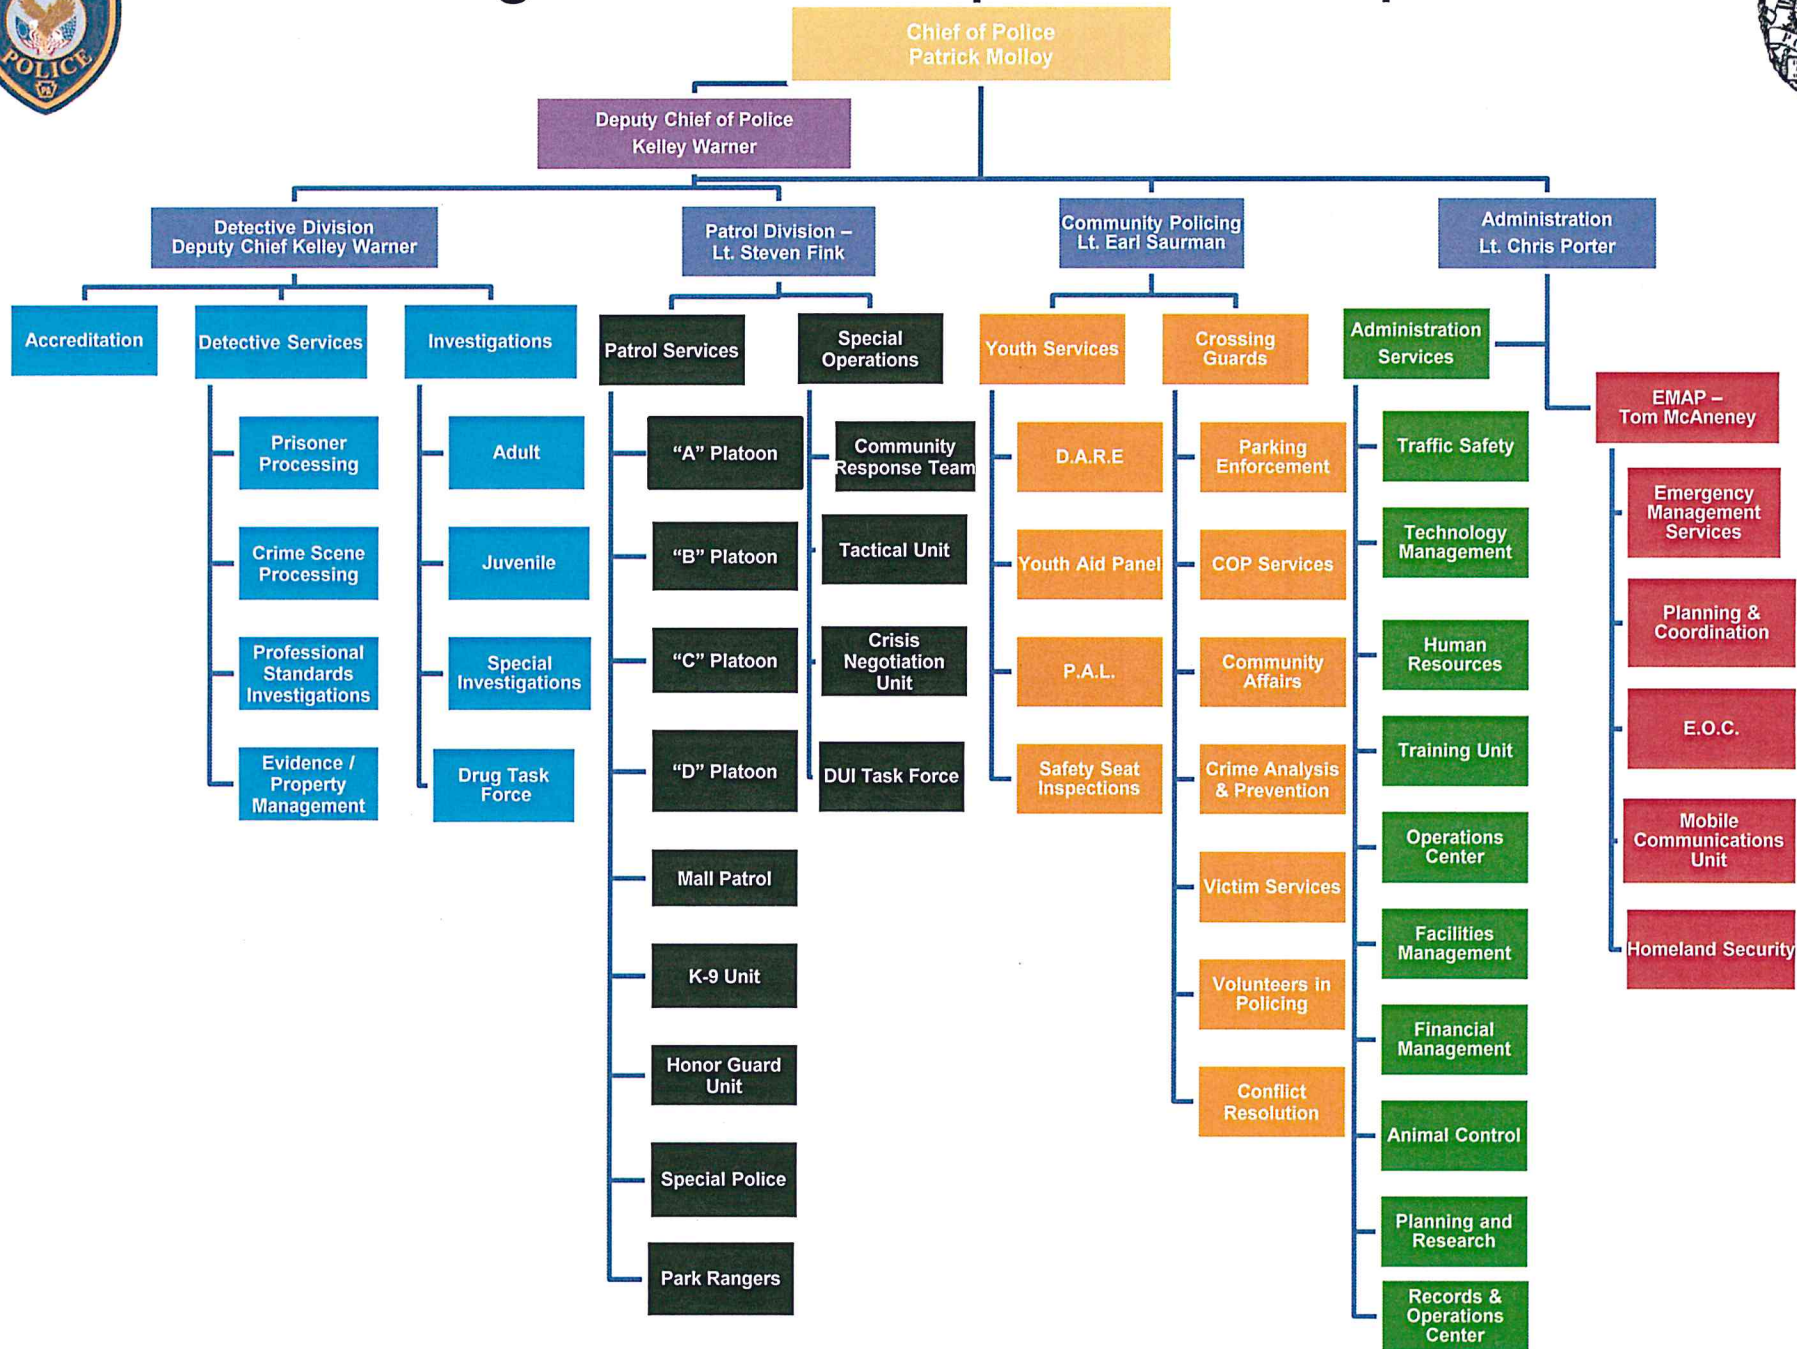 POLICE
PA
Chief of Police
Patrick Molloy
Deputy Chief of Police
Kelley Warner
Detective Division
Deputy Chief Kelley Warner
Patrol Division –
Lt. Steven Fink
Community Policing
Lt. Earl Saurman
Administration
Lt. Chris Porter
Accreditation
Detective Services
Investigations
Patrol Services
Special
Operations
Youth Services
Crossing
Guards
Administration
Services
EMAP –
Tom McAneney
Prisoner
Processing
Crime Scene
Processing
Professional
Standards
Investigations
Evidence /
Property
Management
Adult
Juvenile
Special
Investigations
Drug Task
Force
“A” Platoon
“B” Platoon
“C” Platoon
“D” Platoon
Mall Patrol
K-9 Unit
Honor Guard
Unit
Special Police
Park Rangers
Community
Response Team
Tactical Unit
Crisis
Negotiation
Unit
DUI Task Force
D.A.R.E
Youth Aid Panel
P.A.L.
Safety Seat
Inspections
Parking
Enforcement
COP Services
Community
Affairs
Crime Analysis
& Prevention
Victim Services
Volunteers in
Policing
Conflict
Resolution
Traffic Safety
Technology
Management
Human
Resources
Training Unit
Operations
Center
Facilities
Management
Financial
Management
Animal Control
Planning and
Research
Records &
Operations
Center
Emergency
Management
Services
Planning &
Coordination
E.O.C.
Mobile
Communications
Unit
Homeland Security